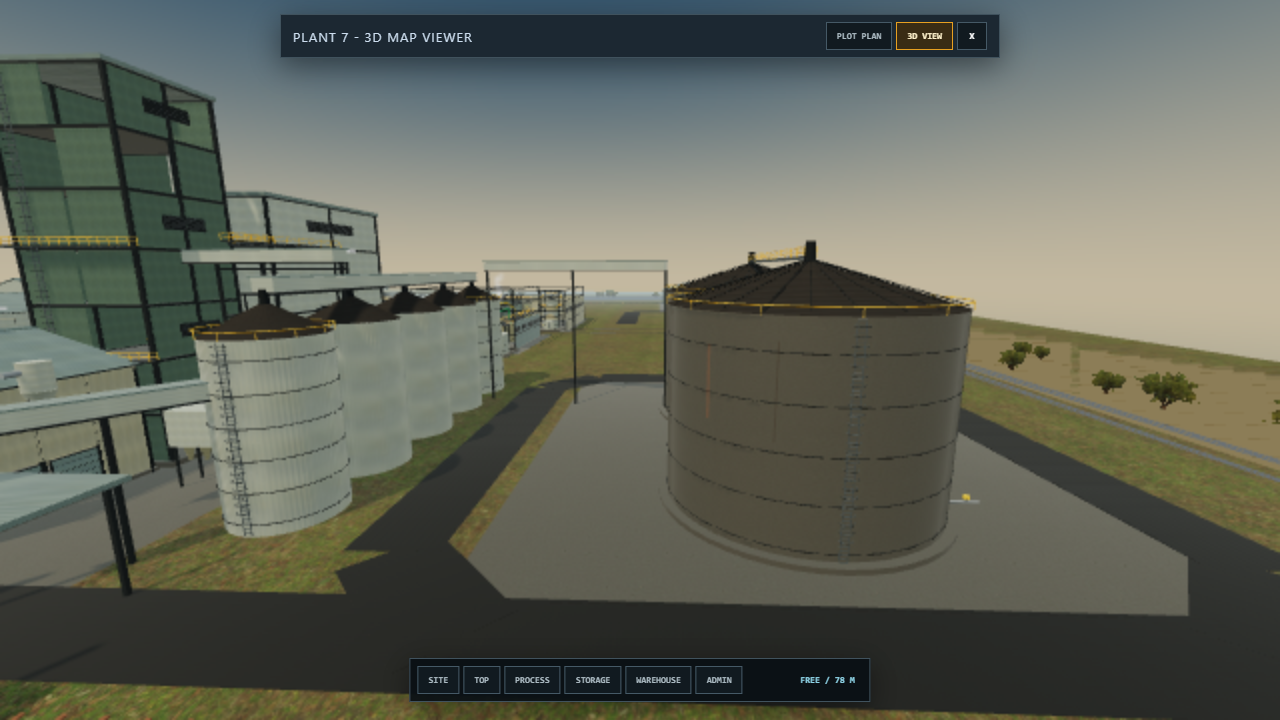 PLANT 7 - 3D MAP VIEWER
PLOT PLAN
3D VIEW
X
SITE
TOP
PROCESS
STORAGE
WAREHOUSE
ADMIN
FREE / 78 M